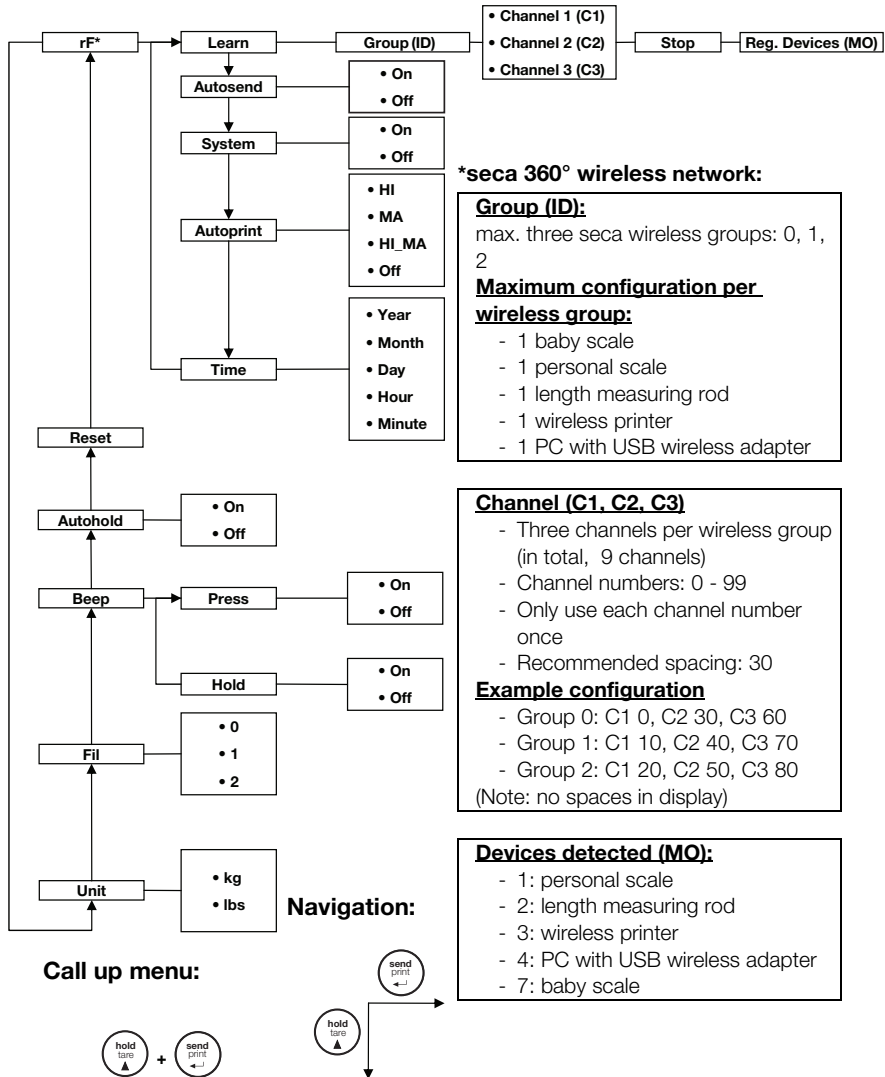 rF*
Learn
Group (ID)
• Channel 1 (C1)
• Channel 2 (C2)
• Channel 3 (C3)
Stop
Reg. Devices (MO)
Autosend
• On
• Off
System
• On
• Off
Autoprint
• HI
• MA
• HI_MA
• Off
Time
• Year
• Month
• Day
• Hour
• Minute
Reset
Autohold
• On
• Off
Beep
Press
• On
• Off
Hold
• On
• Off
Fil
• 0
• 1
• 2
Unit
• kg
• lbs
*seca 360° wireless network:
Group (ID):
max. three seca wireless groups: 0, 1,
2
Maximum configuration per
wireless group:
- 1 baby scale
- 1 personal scale
- 1 length measuring rod
- 1 wireless printer
- 1 PC with USB wireless adapter
Channel (C1, C2, C3)
- Three channels per wireless group
(in total, 9 channels)
- Channel numbers: 0 - 99
- Only use each channel number
once
- Recommended spacing: 30
Example configuration
- Group 0: C1 0, C2 30, C3 60
- Group 1: C1 10, C2 40, C3 70
- Group 2: C1 20, C2 50, C3 80
(Note: no spaces in display)
Devices detected (MO):
- 1: personal scale
- 2: length measuring rod
- 3: wireless printer
- 4: PC with USB wireless adapter
- 7: baby scale
Navigation:
send
print
hold
tare
Call up menu:
hold
tare
+
send
print